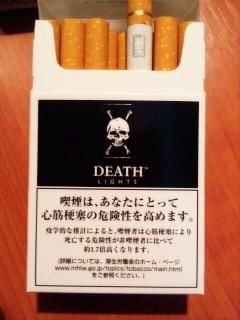 DEATH™
LIGHTS
喫煙は、あなたにとって
心筋梗塞の危険性を高めます。
疫学的な推計によると、喫煙者は心筋梗塞により
死亡する危険性が非喫煙者に比べて
約1.7倍高くなります。
(詳細については、厚生労働省のホーム・ページ
www.mhlw.go.jp/topics/tobacco/main.html
をご参照ください。)